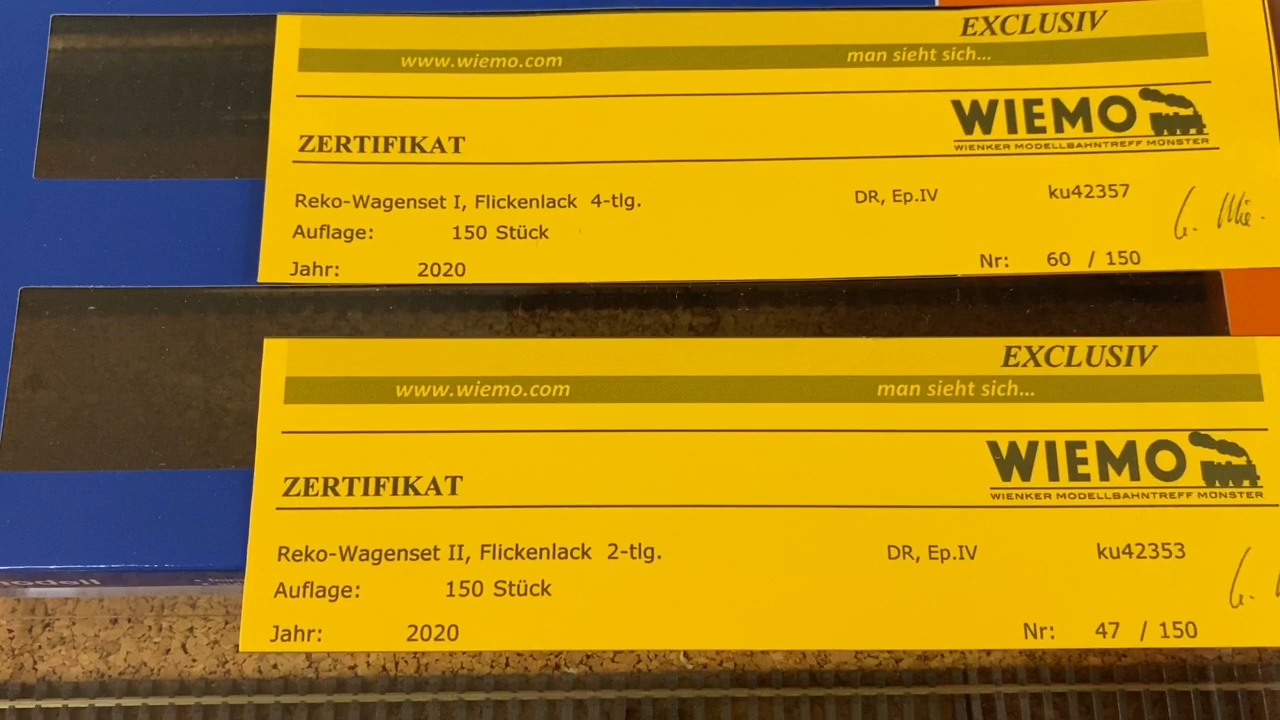 EXCLUSIV
www.wiemo.com man sieht sich...
WIEMO
WIENKER MODELLBAHNTREFF MÜNSTER
ZERTIFIKAT
Reko-Wagenset I, Flickenlack 4-tlg. DR, Ep.IV ku42357
Auflage: 150 Stück
Jahr: 2020 Nr: 60 / 150
EXCLUSIV
www.wiemo.com man sieht sich...
WIEMO
WIENKER MODELLBAHNTREFF MÜNSTER
ZERTIFIKAT
Reko-Wagenset II, Flickenlack 2-tlg. DR, Ep.IV ku42353
Auflage: 150 Stück
Jahr: 2020 Nr: 47 / 150